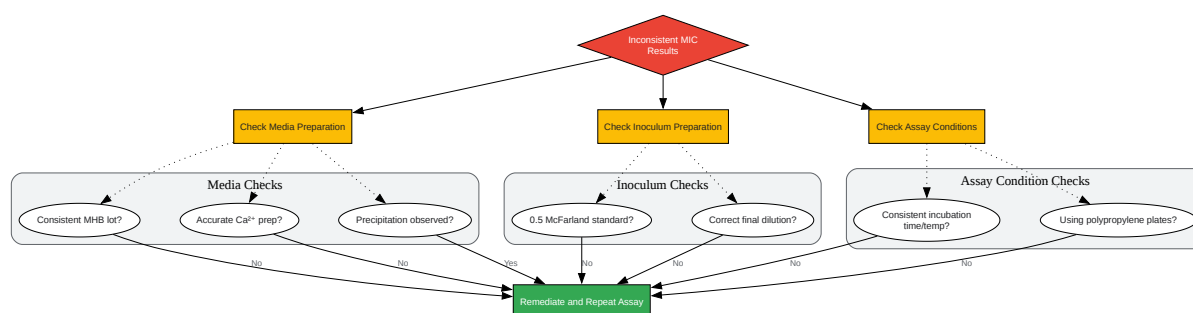 Inconsistent MIC
Results
Check Media Preparation
Check Inoculum Preparation
Check Assay Conditions
Media Checks
Inoculum Checks
Assay Condition Checks
Consistent MHB lot?
Accurate Ca²⁺ prep?
Precipitation observed?
0.5 McFarland standard?
Correct final dilution?
Consistent incubation
time/temp?
Using polypropylene plates?
No
No
Yes
No
No
No
No
Remediate and Repeat Assay